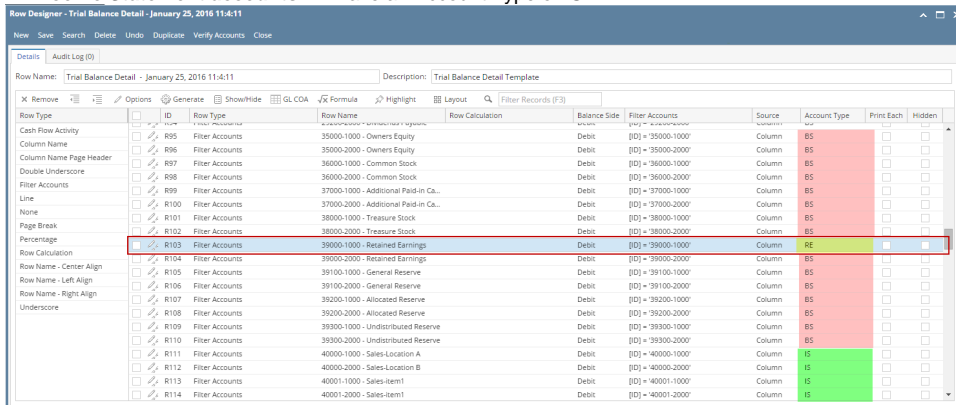 Row Designer - Trial Balance Detail - January 25, 2016 11:4:11
New Save Search Delete Undo Duplicate Verify Accounts Close
Details Audit Log (0)
Row Name: Trial Balance Detail - January 25, 2016 11:4:11 Description: Trial Balance Detail Template
X Remove Options Generate Show/Hide GL COA Formula Highlight Layout Filter Records (F3)
Row Type
Cash Flow Activity
Column Name
Column Name Page Header
Double Underscore
Filter Accounts
Line
None
Page Break
Percentage
Row Calculation
Row Name - Center Align
Row Name - Left Align
Row Name - Right Align
Underscore
ID Row Type Row Name Row Calculation Balance Side Filter Accounts Source Account Type Print Each Hidden
R95 Filter Accounts 35000-1000 - Owners Equity Debit [ID] = '35000-1000' Column BS
R96 Filter Accounts 35000-2000 - Owners Equity Debit [ID] = '35000-2000' Column BS
R97 Filter Accounts 36000-1000 - Common Stock Debit [ID] = '36000-1000' Column BS
R98 Filter Accounts 36000-2000 - Common Stock Debit [ID] = '36000-2000' Column BS
R99 Filter Accounts 37000-1000 - Additional Paid-in Ca... Debit [ID] = '37000-1000' Column BS
R100 Filter Accounts 37000-2000 - Additional Paid-in Ca... Debit [ID] = '37000-2000' Column BS
R101 Filter Accounts 38000-1000 - Treasure Stock Debit [ID] = '38000-1000' Column BS
R102 Filter Accounts 38000-2000 - Treasure Stock Debit [ID] = '38000-2000' Column BS
R103 Filter Accounts 39000-1000 - Retained Earnings Debit [ID] = '39000-1000' Column RE
R104 Filter Accounts 39000-2000 - Retained Earnings Debit [ID] = '39000-2000' Column BS
R105 Filter Accounts 39100-1000 - General Reserve Debit [ID] = '39100-1000' Column BS
R106 Filter Accounts 39100-2000 - General Reserve Debit [ID] = '39100-2000' Column BS
R107 Filter Accounts 39200-1000 - Allocated Reserve Debit [ID] = '39200-1000' Column BS
R108 Filter Accounts 39200-2000 - Allocated Reserve Debit [ID] = '39200-2000' Column BS
R109 Filter Accounts 39300-1000 - Undistributed Reserve Debit [ID] = '39300-1000' Column BS
R110 Filter Accounts 39300-2000 - Undistributed Reserve Debit [ID] = '39300-2000' Column BS
R111 Filter Accounts 40000-1000 - Sales-Location A Debit [ID] = '40000-1000' Column IS
R112 Filter Accounts 40000-2000 - Sales-Location B Debit [ID] = '40000-2000' Column IS
R113 Filter Accounts 40001-1000 - Sales-item1 Debit [ID] = '40001-1000' Column IS
R114 Filter Accounts 40001-2000 - Sales-item1 Debit [ID] = '40001-2000' Column IS